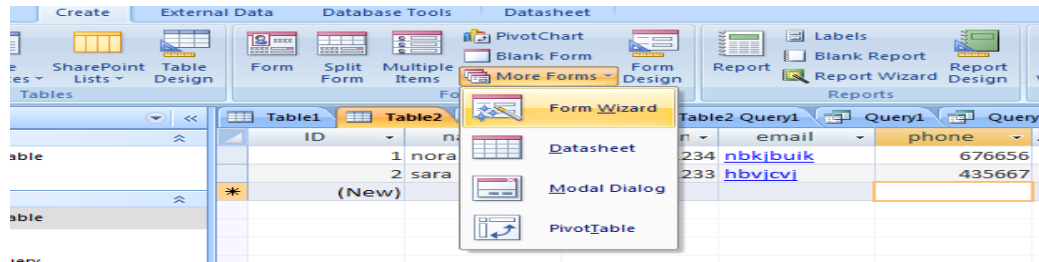 Create External Data Database Tools Datasheet
PivotChart Labels
Blank Form Blank Report
SharePoint Table Form Split Multiple More Forms Form Report Report Wizard Report
Lists Design Form Items Design Design
Tables Reports
Form Wizard
Table1 Table2 Table2 Query1 Query1 Query
ID email phone
Datasheet
able 1 nora 234 nbkjbuik 676656
2 sara 233 hbvjcvj 435667
(New) Modal Dialog
able
PivotTable